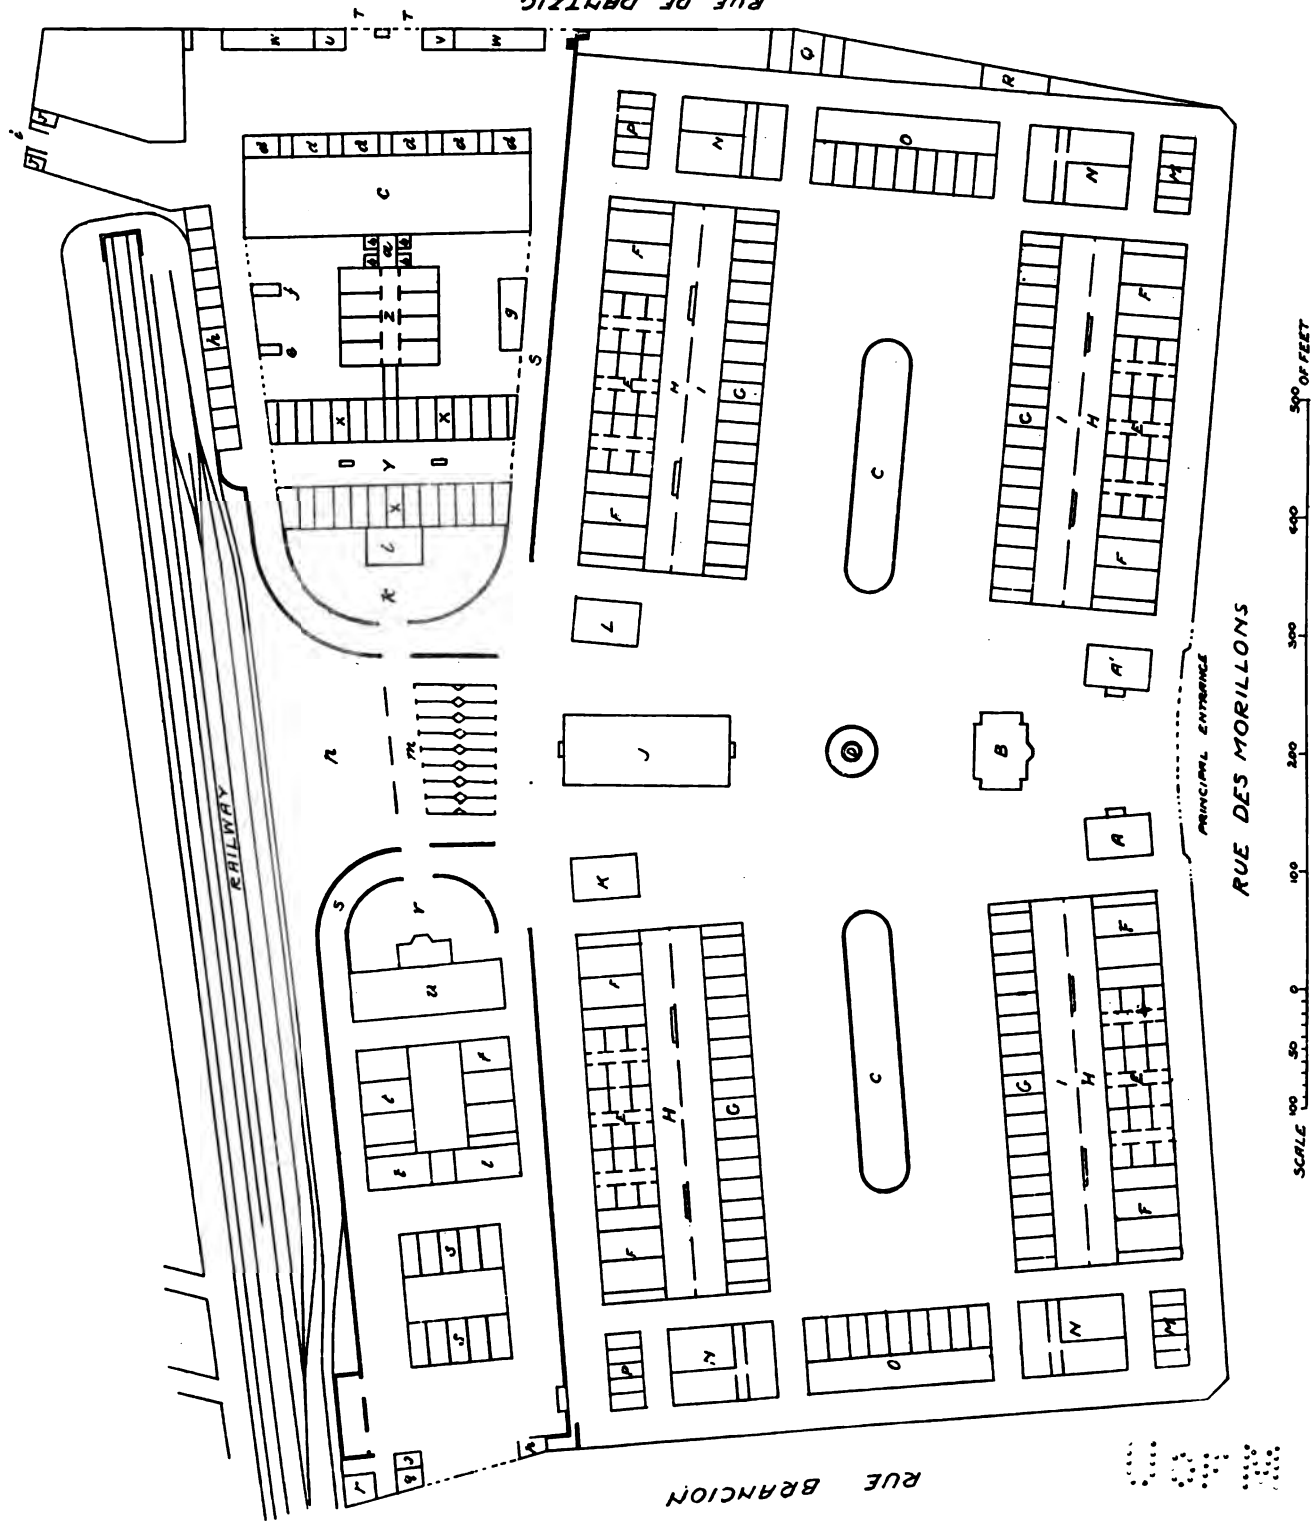 RUE DE DANTZIG
T T
W U V W
i
j j
Q
R
d d d d d d
C
P N O N M
b a b
b b
h
f
e
Z
g
S
F F
H
I
E
G
C
G
I
H
E
F F
X X
Y
X
l
k
L
A'
PRINCIPAL ENTRANCE
RUE DES MORILLONS
RAILWAY
n
m
J
D
B
K
A
S
r
u
t
t
t
t
F F
H
E
G
C
G
I
H
E
F F
S
S
P N O N M
RUE BRANCION
SCALE 100 50 0 100 200 300 400 500 OF FEET
U OF M